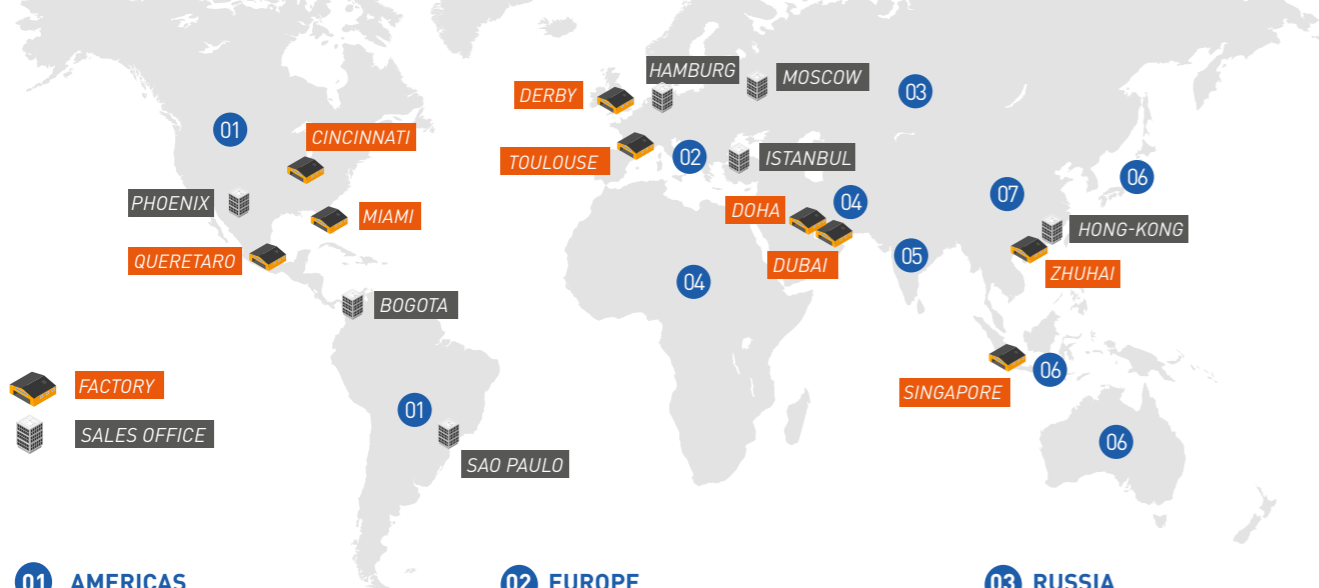 HAMBURG
MOSCOW
DERBY
03
01
CINCINNATI
TOULOUSE
02
ISTANBUL
06
07
PHOENIX
MIAMI
DOHA
04
HONG-KONG
QUERETARO
DUBAI
05
ZHUHAI
04
BOGOTA
06
FACTORY
SINGAPORE
01
SALES OFFICE
06
SAO PAULO
01 AMERICAS
02 EUROPE
03 RUSSIA